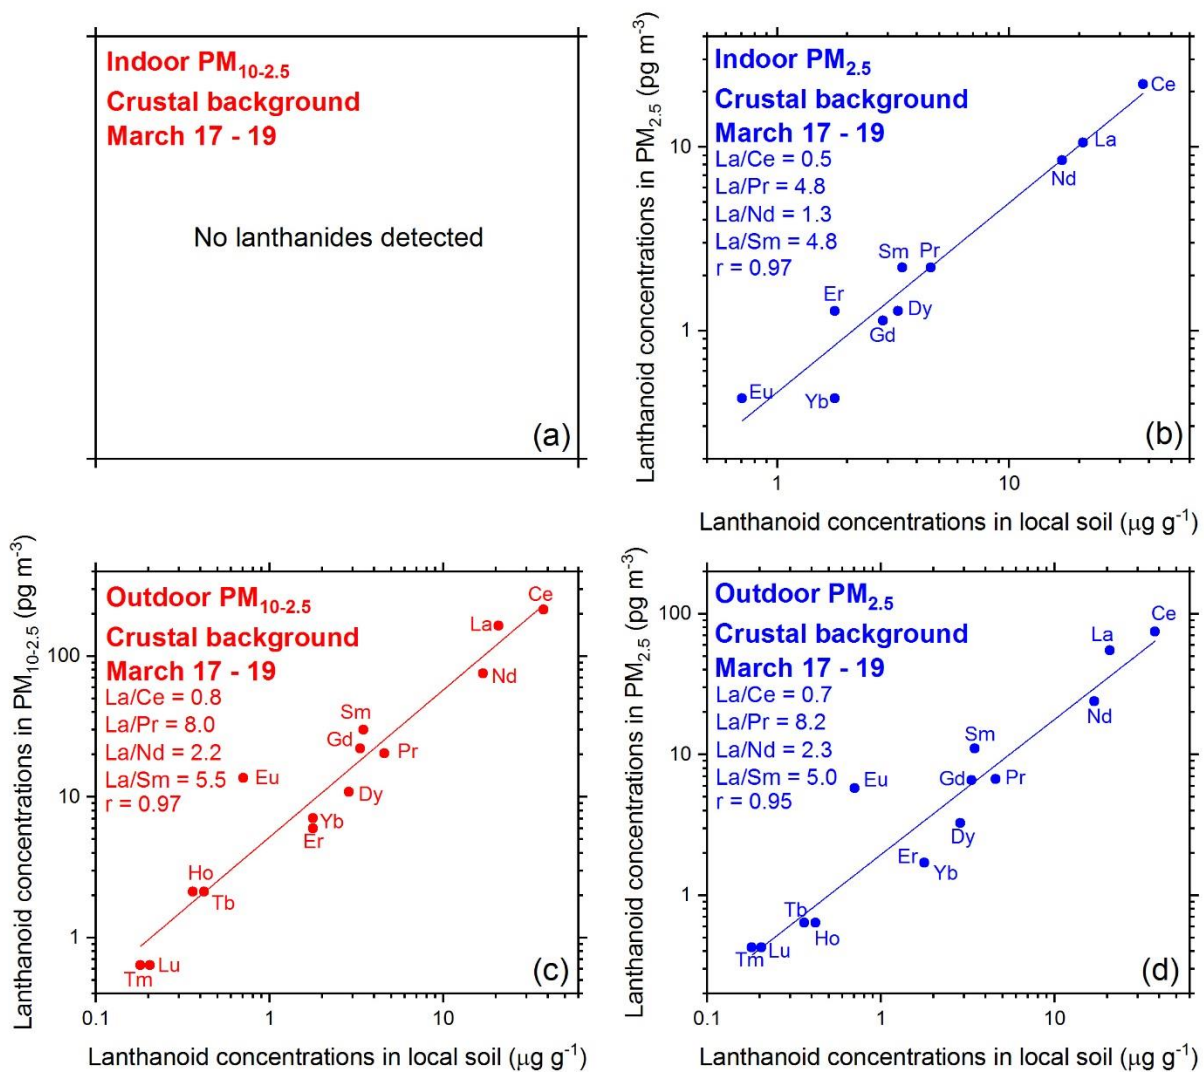 Indoor PM10-2.5
Crustal background
March 17 - 19
No lanthanides detected
(a)
Lanthanoid concentrations in PM2.5 (pg m-3)
10
1
Indoor PM2.5
Crustal background
March 17 - 19
La/Ce = 0.5
La/Pr = 4.8
La/Nd = 1.3
La/Sm = 4.8
r = 0.97
Ce
La
Nd
Sm
Pr
Er
Dy
Gd
Eu
Yb
(b)
1
10
Lanthanoid concentrations in local soil (μg g-1)
Lanthanoid concentrations in PM10-2.5 (pg m-3)
100
10
1
Outdoor PM10-2.5
Crustal background
March 17 - 19
La/Ce = 0.8
La/Pr = 8.0
La/Nd = 2.2
La/Sm = 5.5
r = 0.97
Ce
La
Nd
Sm
Gd
Pr
Eu
Dy
Yb
Er
Ho
Tb
Tm
Lu
(c)
0.1
1
10
Lanthanoid concentrations in local soil (μg g-1)
Lanthanoid concentrations in PM2.5 (pg m-3)
100
10
1
Outdoor PM2.5
Crustal background
March 17 - 19
La/Ce = 0.7
La/Pr = 8.2
La/Nd = 2.3
La/Sm = 5.0
r = 0.95
Ce
La
Nd
Sm
Gd
Pr
Eu
Dy
Er
Yb
Tb
Ho
Tm
Lu
(d)
0.1
1
10
Lanthanoid concentrations in local soil (μg g-1)